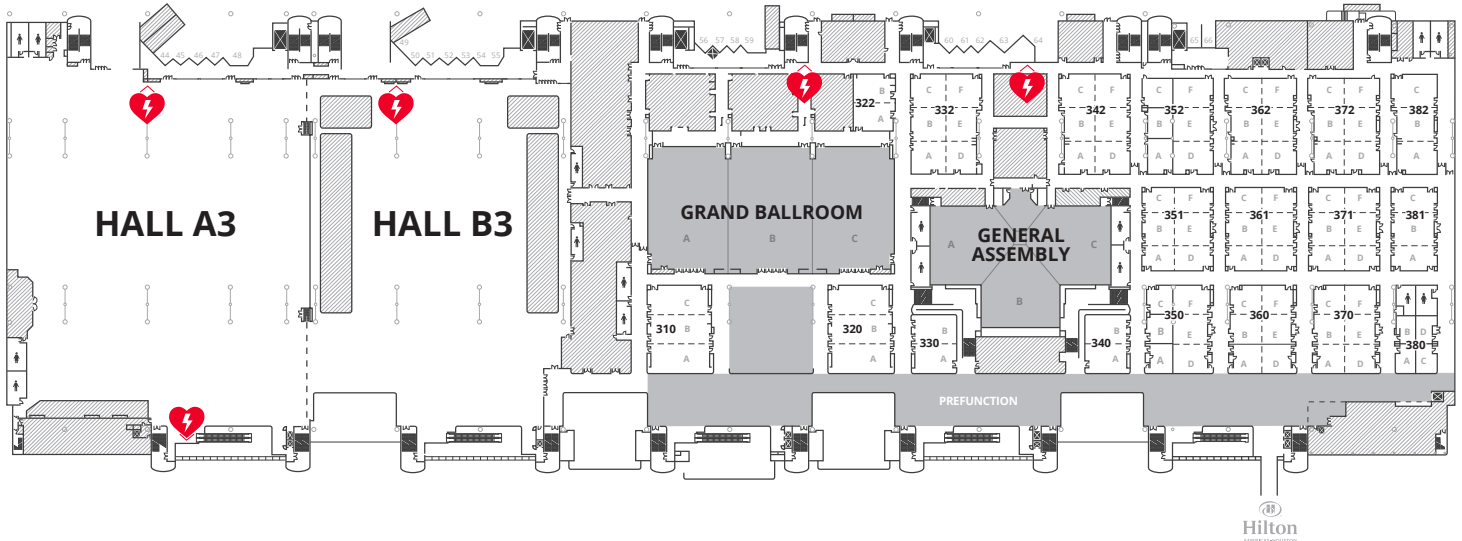 44 45 46 47 48
49
50 51 52 53 54 55
56 57 58 59
60 61 62 63 64
65 66
B
322
A
C F
332
B E
A D
C F
342
B E
A D
C F
352
B E
A D
C F
362
B E
A D
C F
372
B E
A D
C
382
B
A
HALL A3
HALL B3
GRAND BALLROOM
A B C
GENERAL
ASSEMBLY
A C
B
C F
351
B E
A D
C F
361
B E
A D
C F
371
B E
A D
C
381
B
A
C
310 B
A
C
320 B
A
B
330
A
B
340
A
C F
350
B E
A D
C F
360
B E
A D
C F
370
B E
A D
B D
380
A C
PREFUNCTION
Hilton